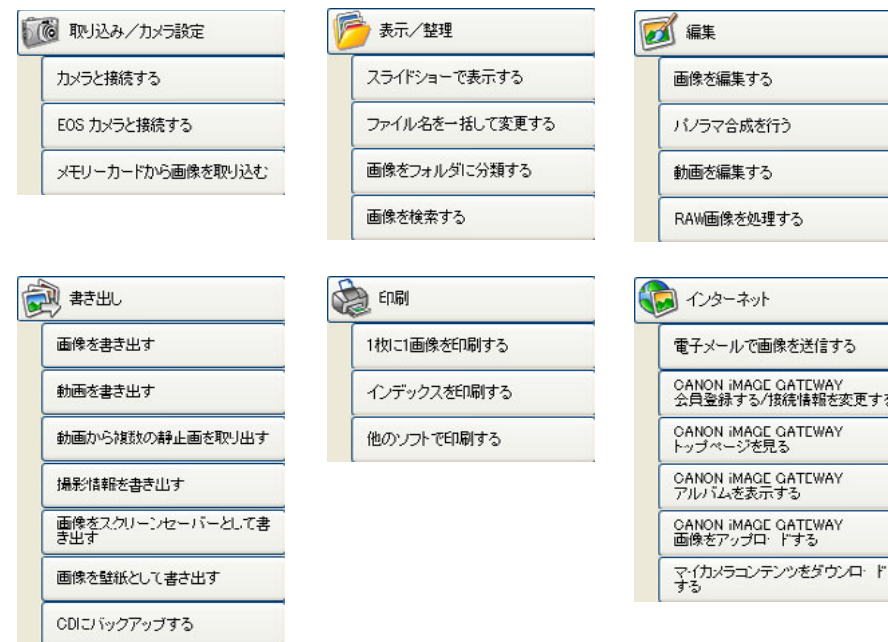 取り込み／カメラ設定
カメラと接続する
EOS カメラと接続する
メモリーカードから画像を取り込む
表示／整理
スライドショーで表示する
ファイル名を一括して変更する
画像をフォルダに分類する
画像を検索する
編集
画像を編集する
パノラマ合成を行う
動画を編集する
RAW画像を処理する
書き出し
画像を書き出す
動画を書き出す
動画から複数の静止画を取り出す
撮影情報を書き出す
画像をスクリーンセーバーとして書
き出す
画像を壁紙として書き出す
CDにバックアップする
印刷
1枚に1画像を印刷する
インデックスを印刷する
他のソフトで印刷する
インターネット
電子メールで画像を送信する
CANON iMAGE GATEWAY
会員登録する/接続情報を変更する
CANON iMAGE GATEWAY
トップページを見る
CANON iMAGE GATEWAY
アルバムを表示する
CANON iMAGE GATEWAY
画像をアップロードする
マイカメラコンテンツをダウンロード
する